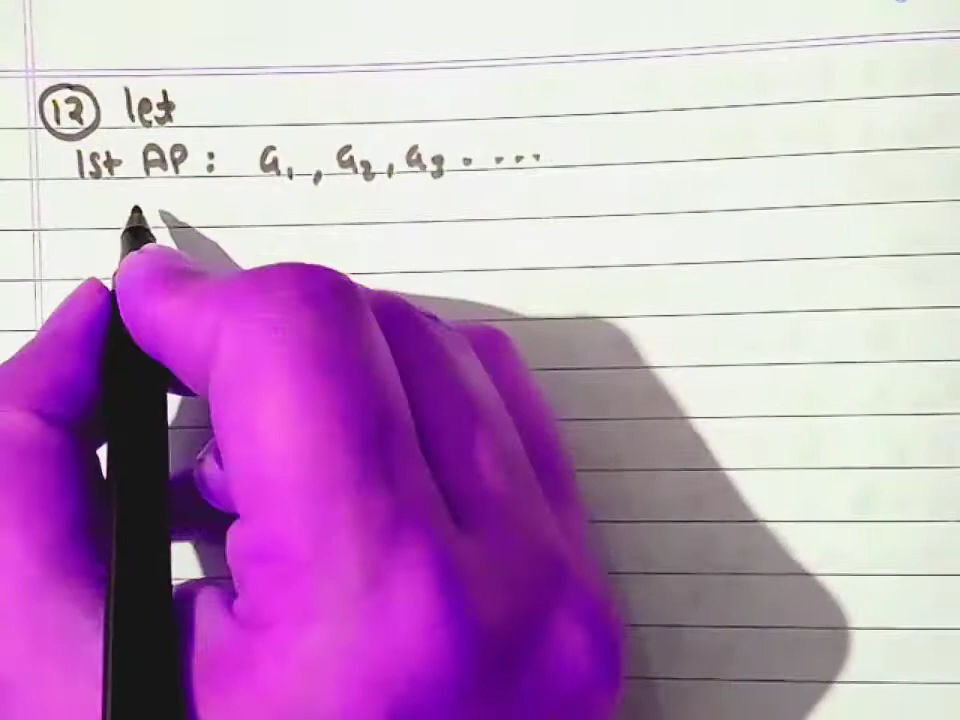 12 let
1st AP : a₁, a₂, a₃ . . . .